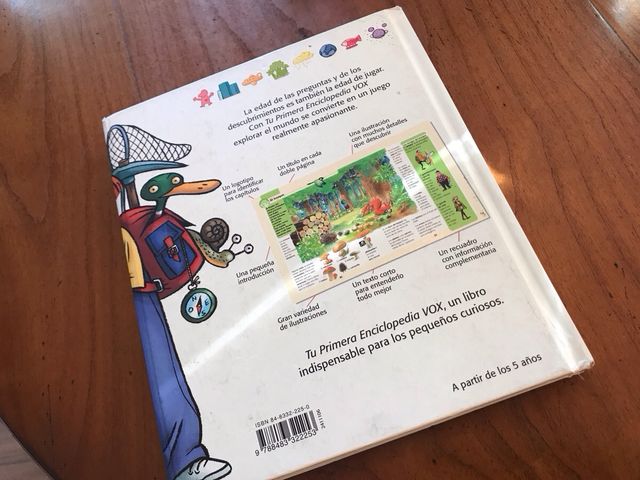 La edad de las preguntas y de los
descubrimientos es también la edad de jugar.
Con Tu Primera Enciclopedia VOX
explorar el mundo se convierte en un juego
realmente apasionante.
Un logotipo
para identificar
los capítulos
Un título en cada
doble página
Una ilustración
con muchos detalles
que descubrir
Una pequeña
introducción
Gran variedad
de ilustraciones
Un texto corto
para entenderlo
todo mejor
Un recuadro
con información
complementaria
Tu Primera Enciclopedia VOX, un libro
indispensable para los pequeños curiosos.
A partir de los 5 años
ISBN 84-8332-225-0
9 788483 322253
2411106